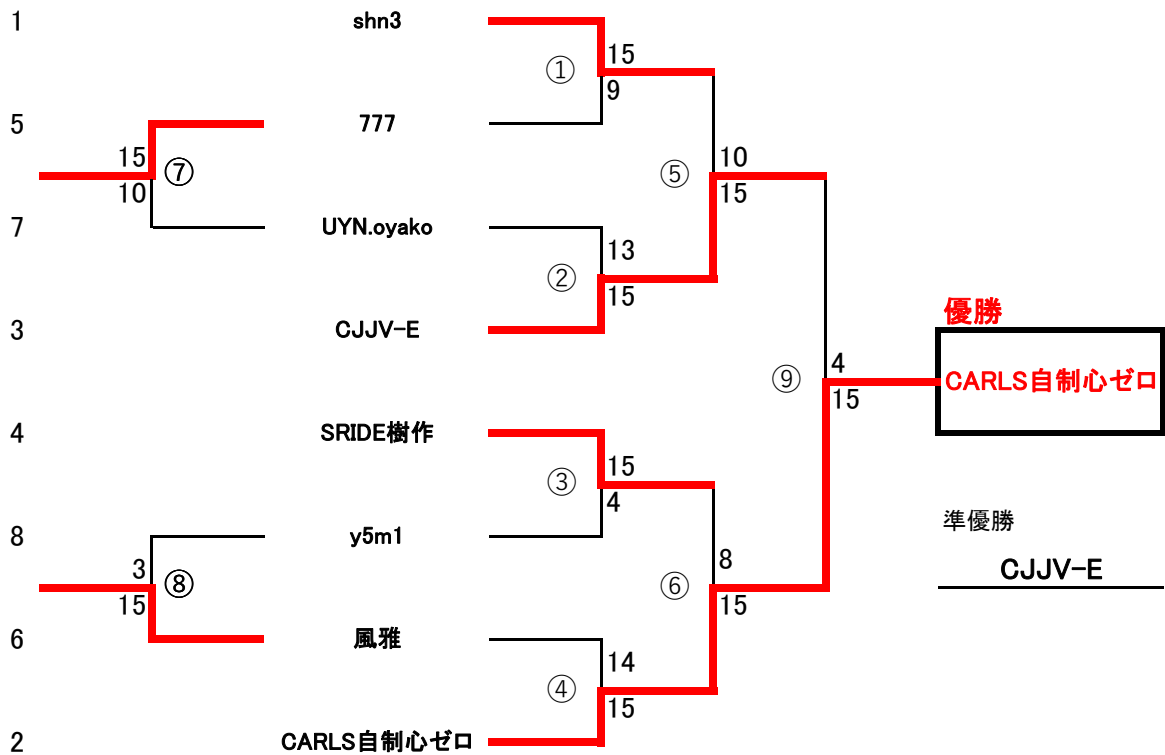 1 shn3
① 15
9
5 777
15 ⑦
10
⑤ 10
15
7 UYN.oyako
② 13
15
3 CJJV-E
優勝
CARLS自制心ゼロ
⑨ 4
15
4 SRIDE樹作
③ 15
4
準優勝
CJJV-E
8 y5m1
3 ⑧
15
⑥ 8
15
6 風雅
④ 14
15
2 CARLS自制心ゼロ